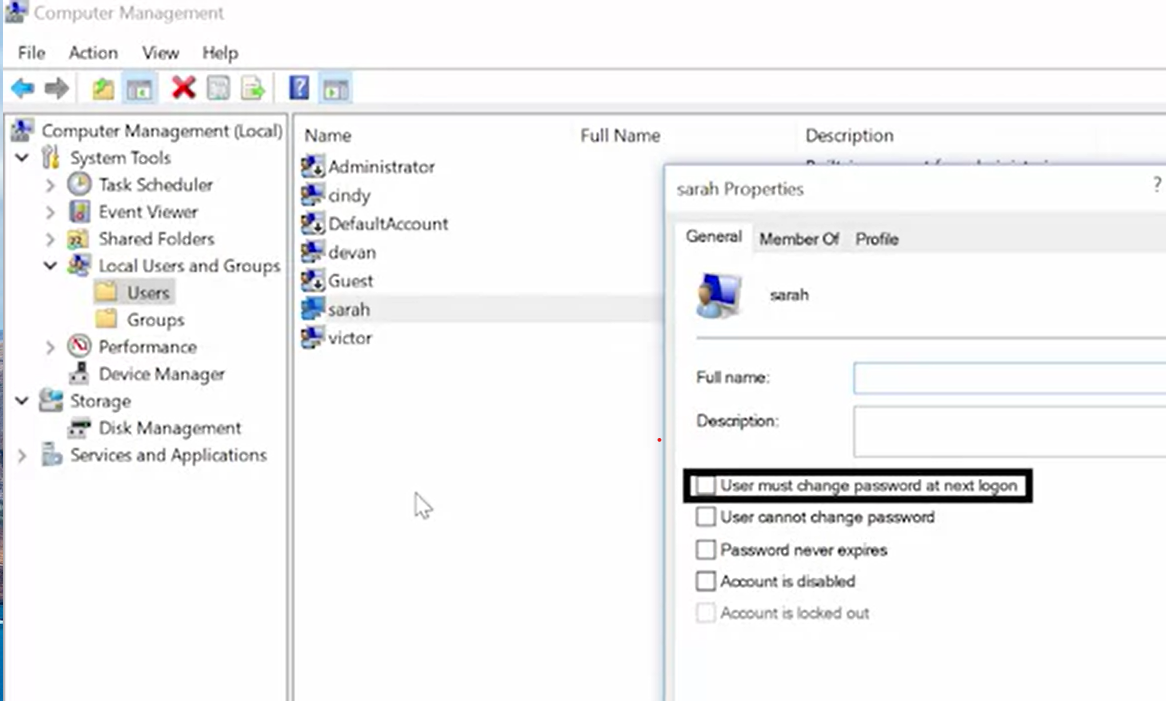 Computer Management
File Action View Help
Computer Management (Local)
System Tools
Task Scheduler
Event Viewer
Shared Folders
Local Users and Groups
Users
Groups
Performance
Device Manager
Storage
Disk Management
Services and Applications
Name Full Name Description
Administrator
cindy
DefaultAccount
devan
Guest
sarah
victor
sarah Properties ?
General Member Of Profile
sarah
Full name:
Description:
User must change password at next logon
User cannot change password
Password never expires
Account is disabled
Account is locked out